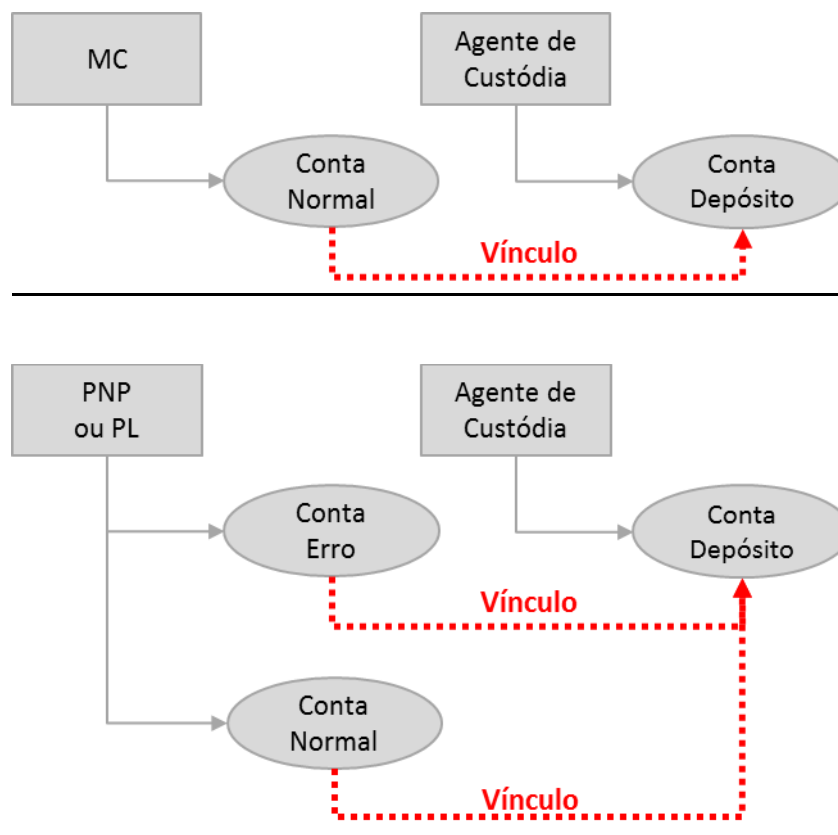 MC
Agente de
Custódia
Conta
Normal
Conta
Depósito
Vínculo
PNP
ou PL
Agente de
Custódia
Conta
Erro
Conta
Depósito
Vínculo
Conta
Normal
Vínculo